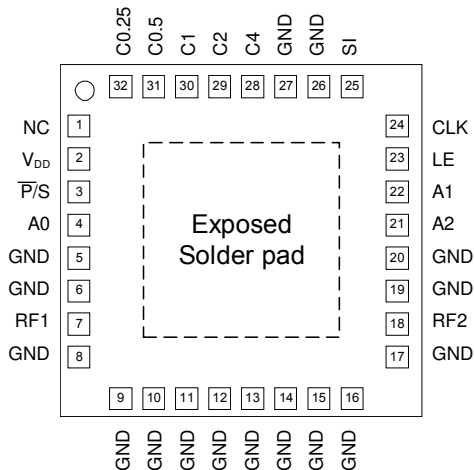 C0.25 C0.5 C1 C2 C4 GND GND SI
32 31 30 29 28 27 26 25
NC 1 24 CLK
VDD 2 23 LE
P̅/S 3 22 A1
A0 4 21 A2
GND 5 20 GND
GND 6 19 GND
RF1 7 18 RF2
GND 8 17 GND
Exposed
Solder pad
9 10 11 12 13 14 15 16
GND GND GND GND GND GND GND GND